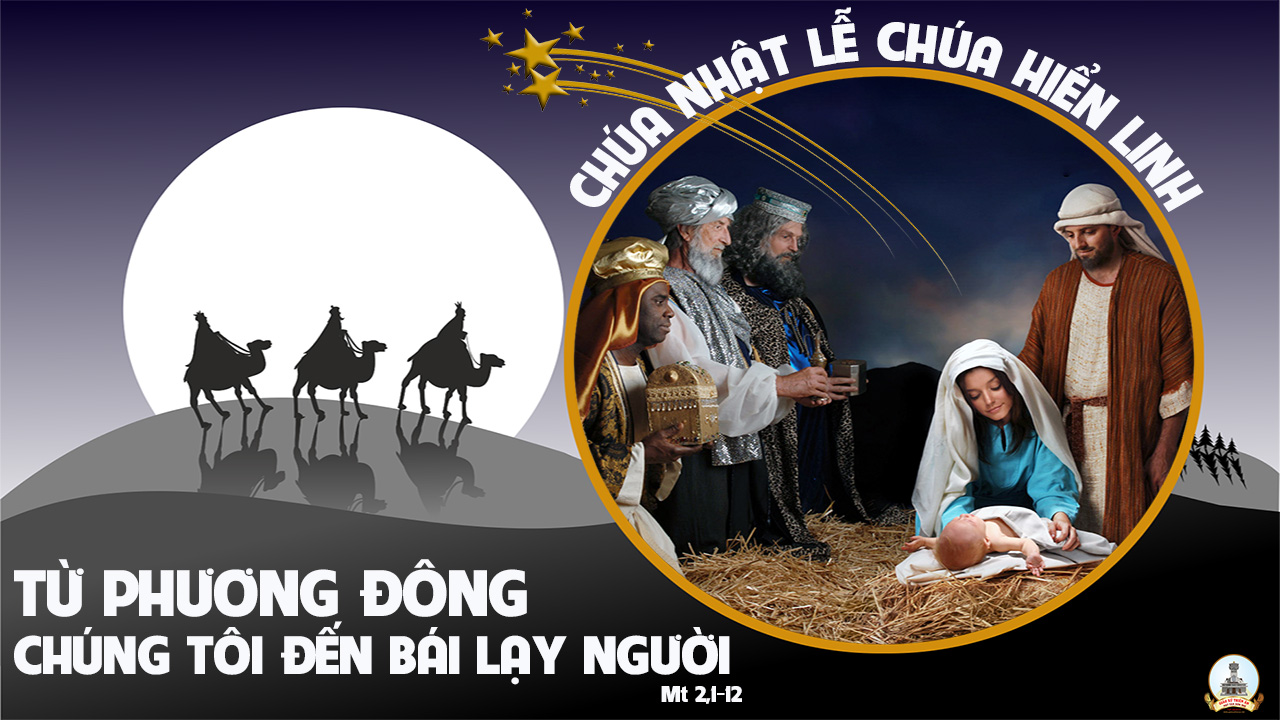 CHÚA NHẬT LỄ CHÚA HIỂN LINH
TỪ PHƯƠNG ĐÔNG
CHÚNG TÔI ĐẾN BÁI LẠY NGƯỜI
Mt 2,1-12